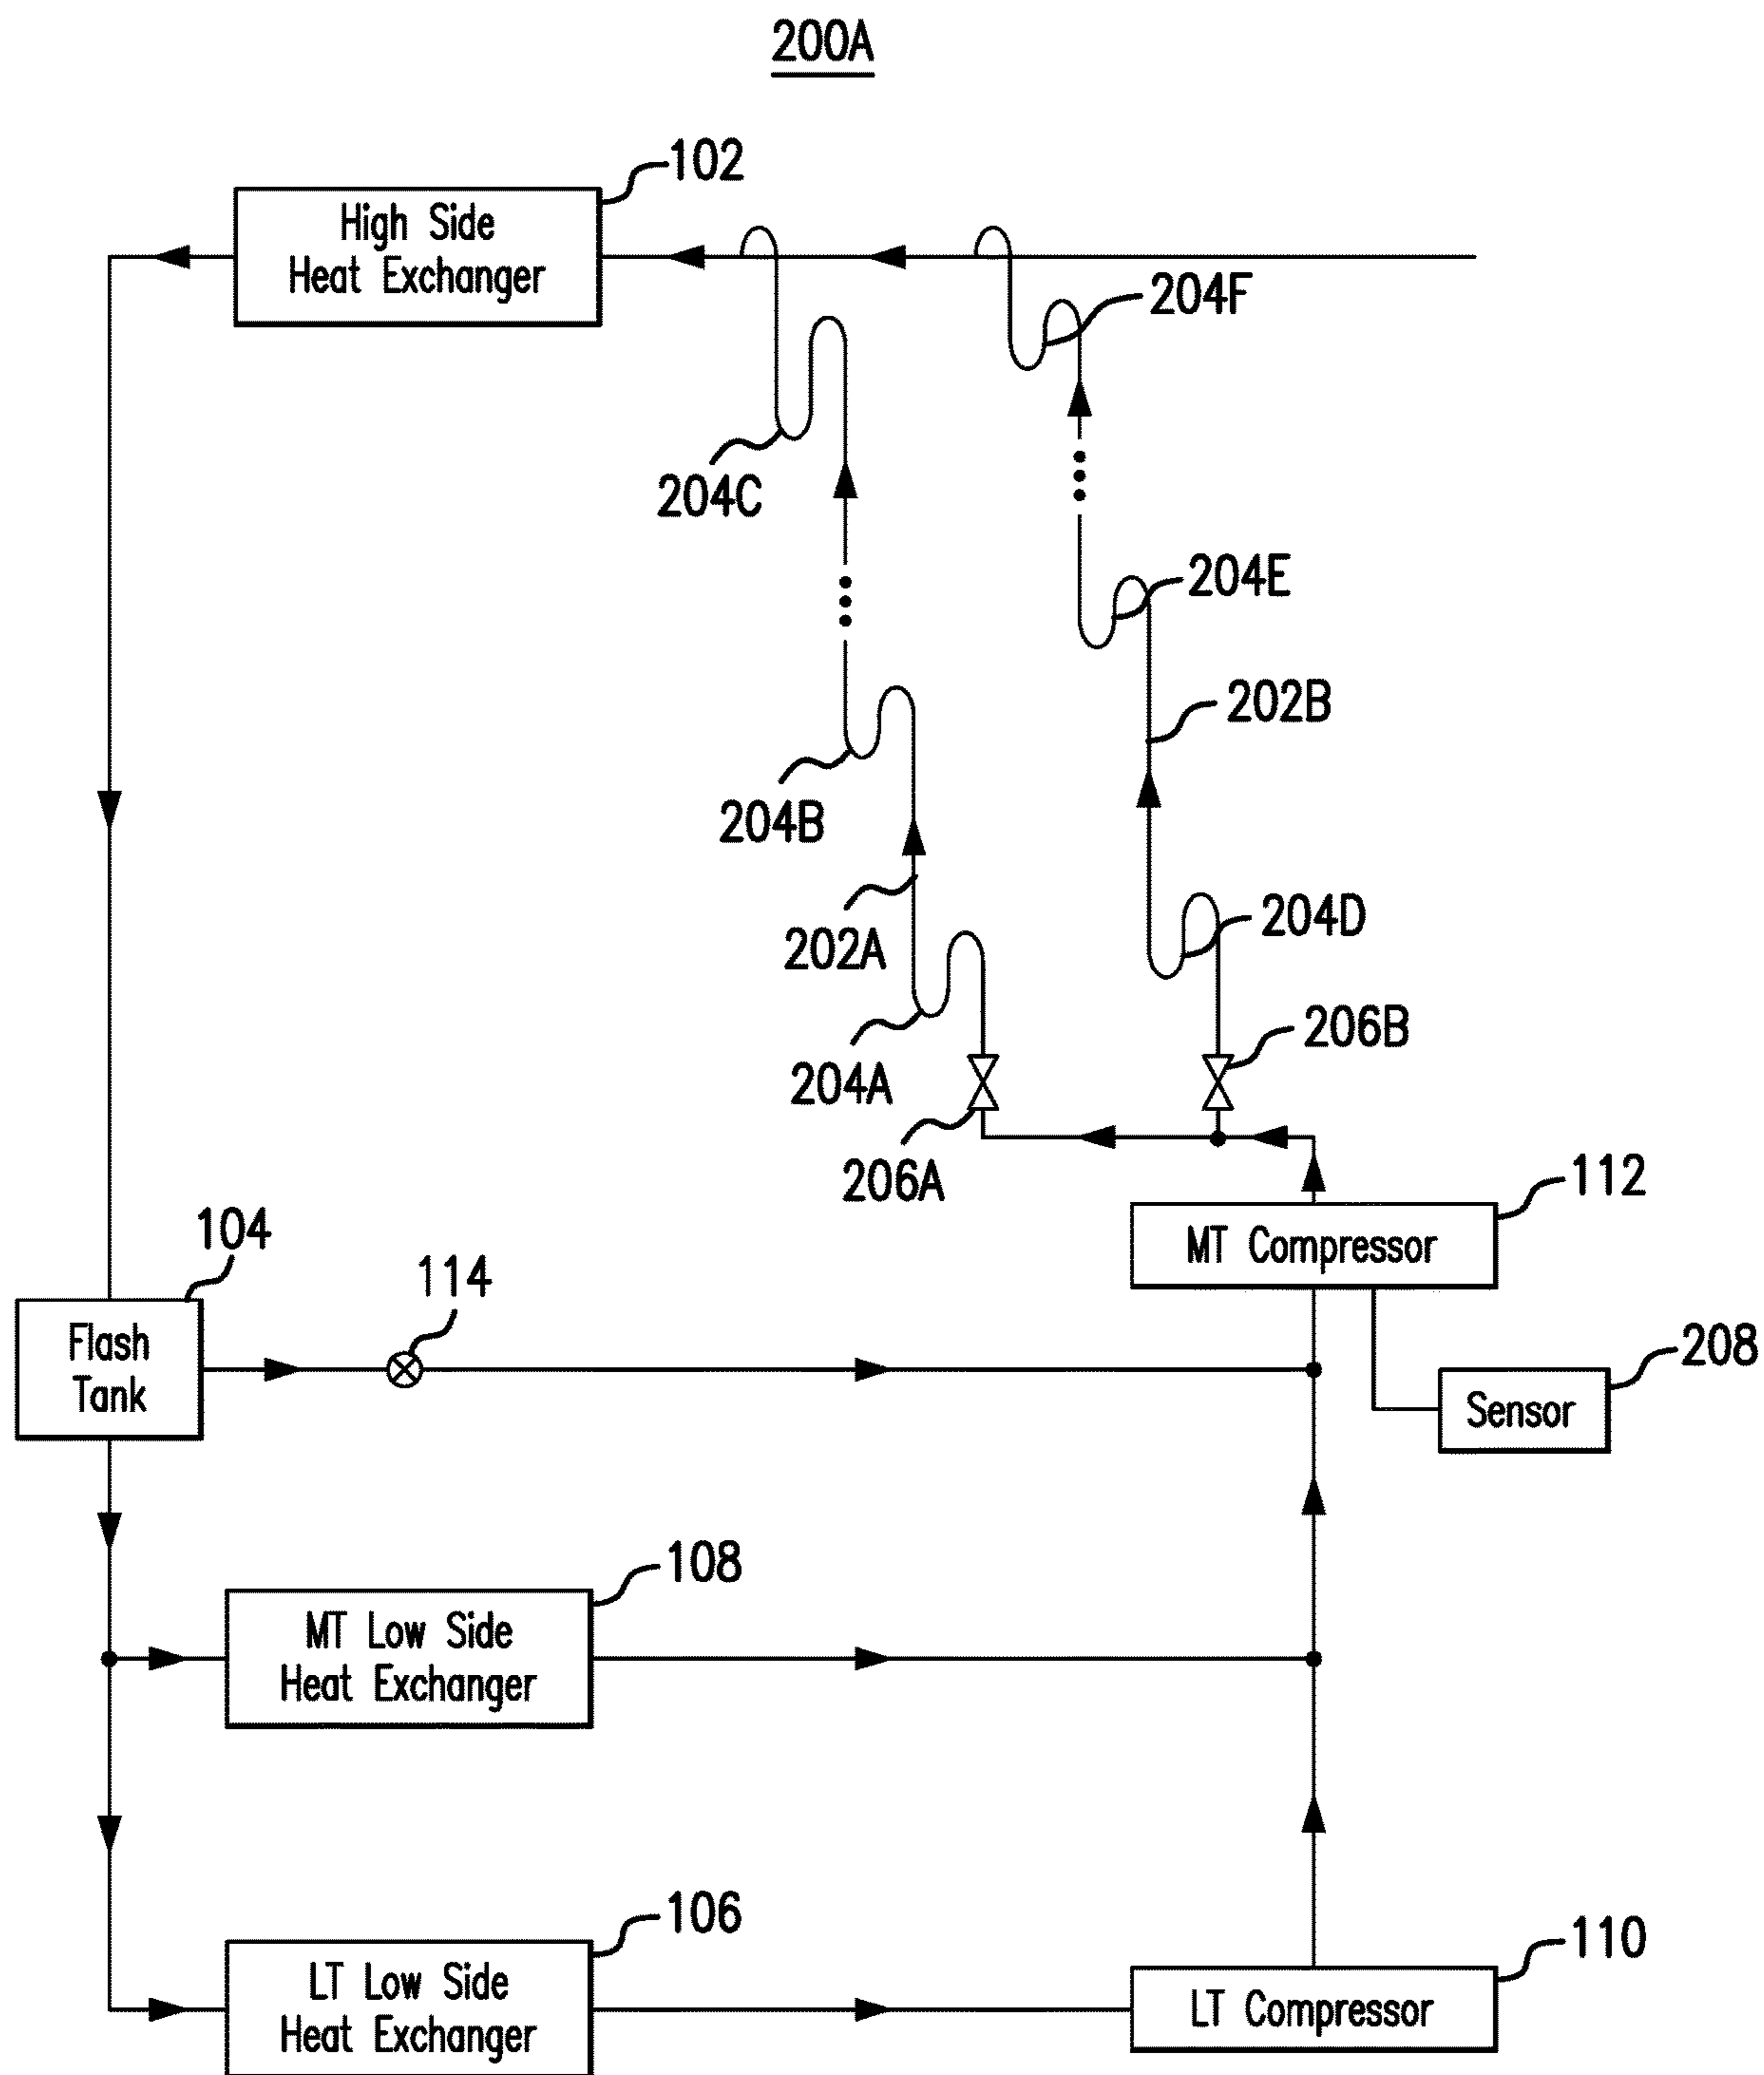 200A
102
High Side
Heat Exchanger
204F
204C
204E
202B
204B
204D
202A
206B
204A
206A
112
104
MT Compressor
114
Flash
Tank
208
Sensor
108
MT Low Side
Heat Exchanger
106
110
LT Low Side
Heat Exchanger
LT Compressor